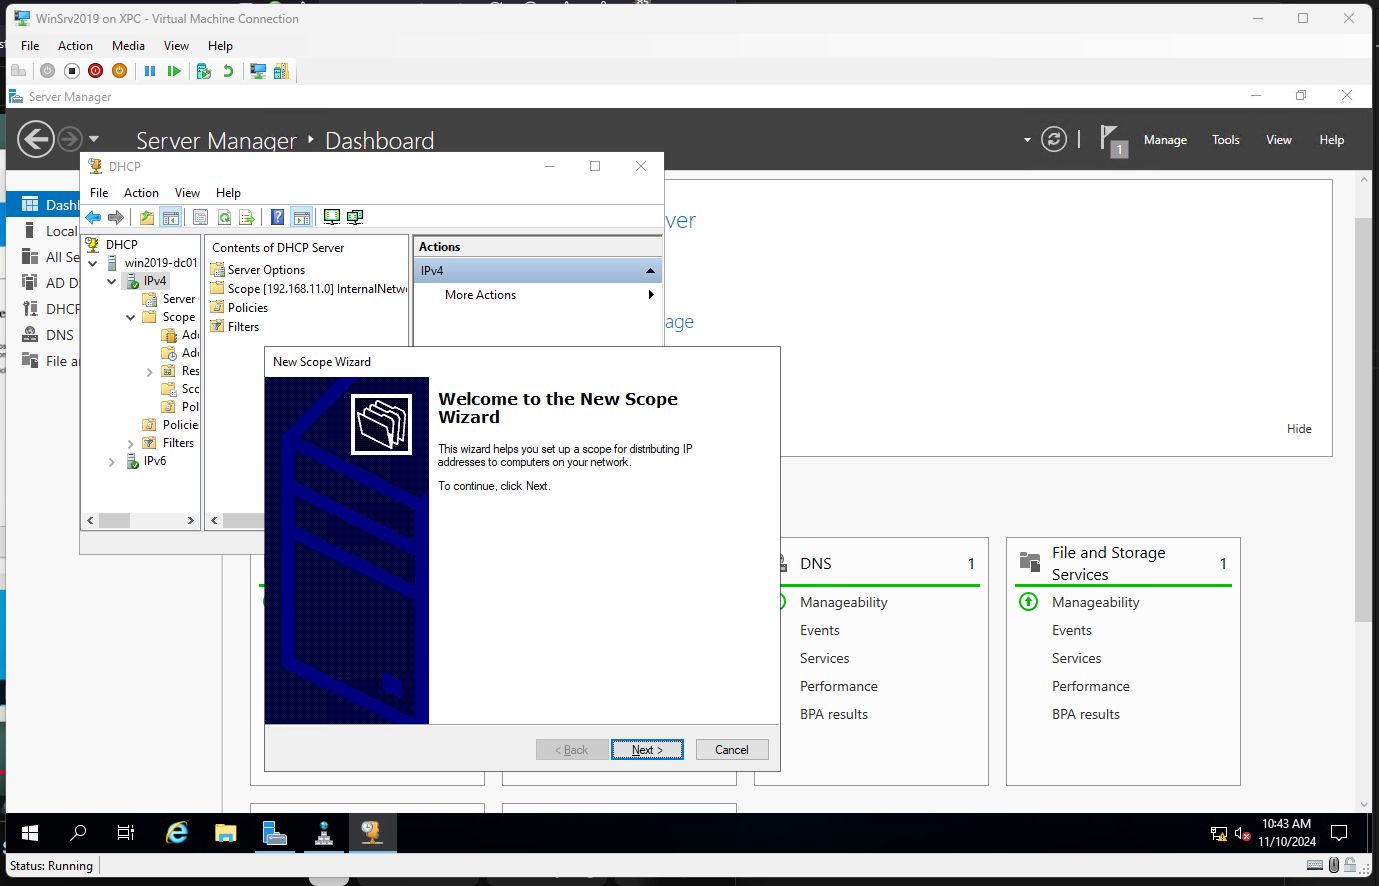 WinSrv2019 on XPC - Virtual Machine Connection
File Action Media View Help
Server Manager
Server Manager ‣ Dashboard
1
Manage Tools View Help
DHCP
File Action View Help
Dashl
Local
All Se
AD D
DHCP
DNS
File a
DHCP
win2019-dc01
IPv4
Server
Scope
Ad
Ad
Res
Sco
Pol
Policie
Filters
IPv6
Contents of DHCP Server
Server Options
Scope [192.168.11.0] InternalNetw
Policies
Filters
Actions
IPv4
More Actions
ver
age
Hide
New Scope Wizard
Welcome to the New Scope
Wizard
This wizard helps you set up a scope for distributing IP
addresses to computers on your network.
To continue, click Next.
< Back Next > Cancel
DNS 1
Manageability
Events
Services
Performance
BPA results
File and Storage
Services 1
Manageability
Events
Services
Performance
BPA results
10:43 AM
11/10/2024
Status: Running